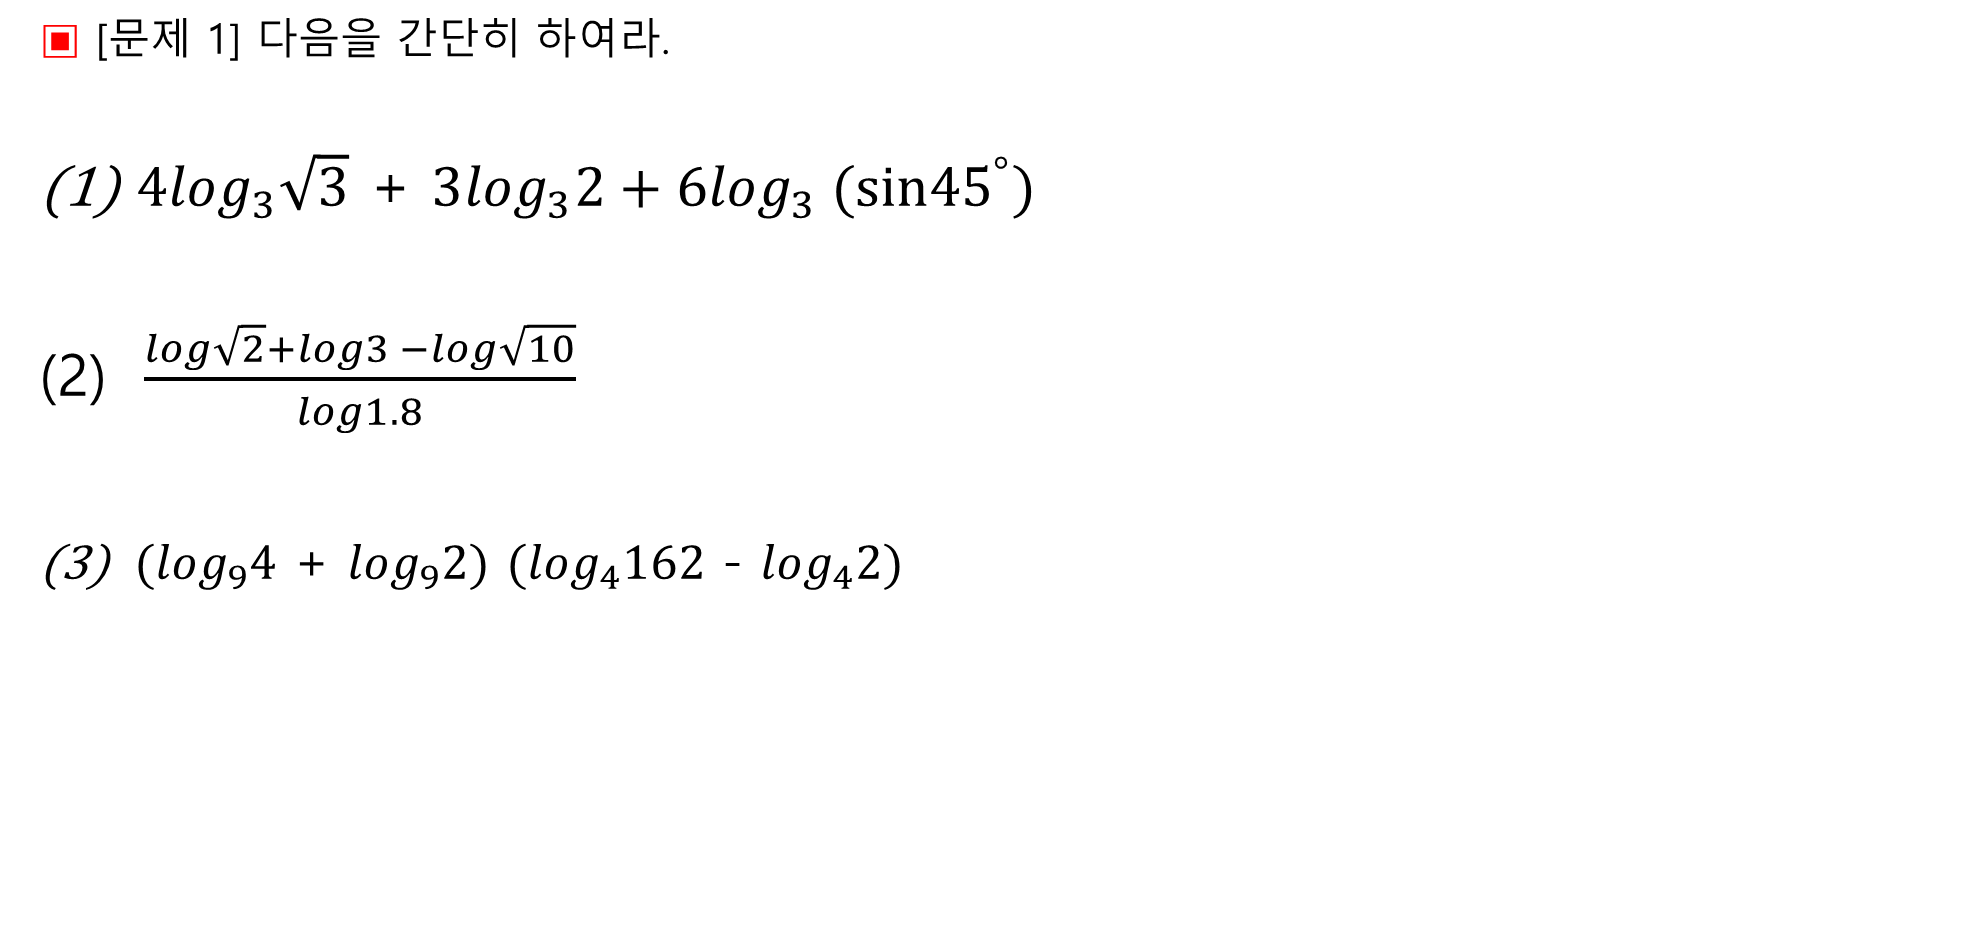 ▣ [문제 1] 다음을 간단히 하여라.
(1) 4log₃√3 + 3log₃2 + 6log₃ (sin45°)
(2) (log√2+log3 −log√10)/(log1.8)
(3) (log₉4 + log₉2) (log₄162 - log₄2)